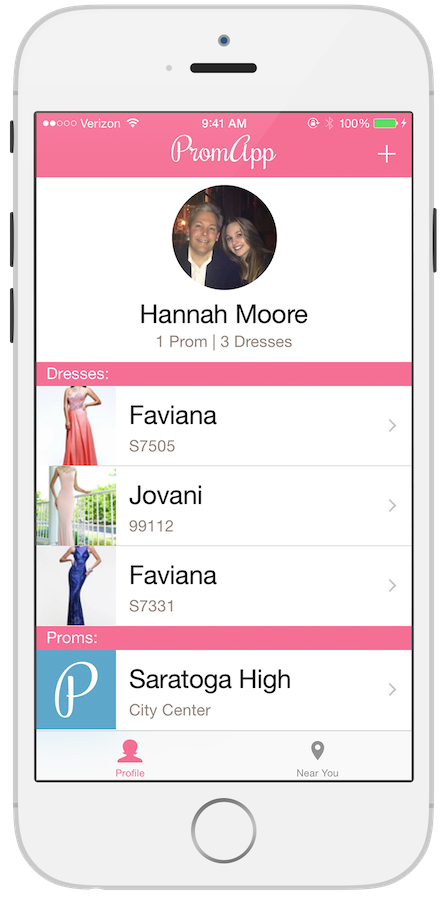 Verizon 9:41 AM 100%
PromApp
Hannah Moore
1 Prom | 3 Dresses
Dresses:
Faviana
S7505
Jovani
99112
Faviana
S7331
Proms:
P
Saratoga High
City Center
Profile Near You